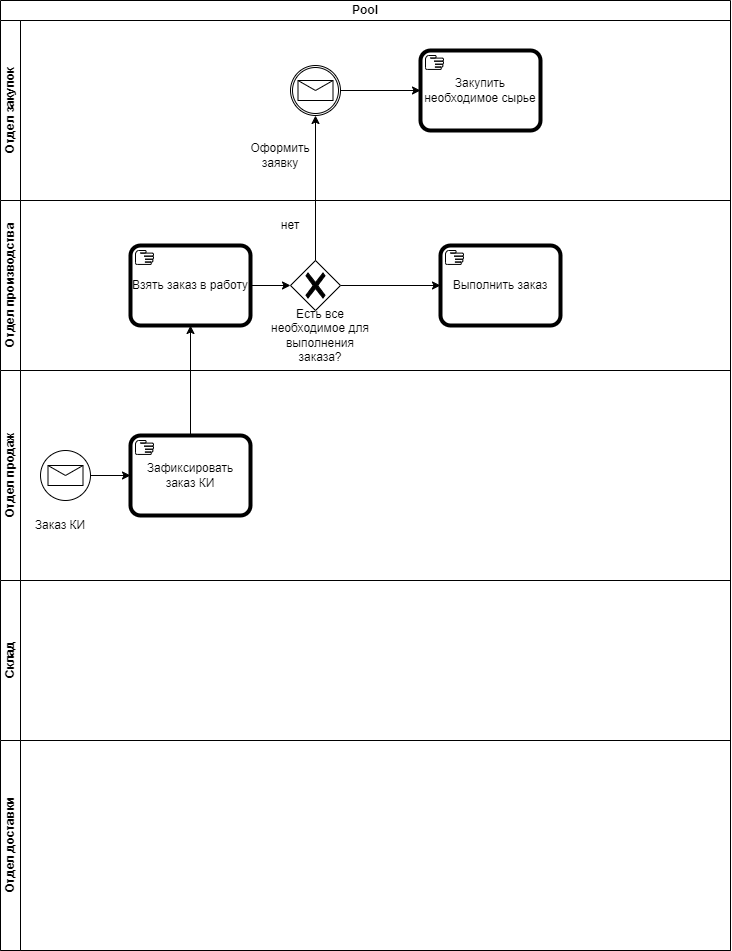 Pool
Отдел закупок
Закупить
необходимое сырье
Оформить
заявку
Отдел производства
нет
Взять заказ в работу
Выполнить заказ
Есть все
необходимое для
выполнения
заказа?
Отдел продаж
Зафиксировать
заказ КИ
Заказ КИ
Склад
Отдел доставки